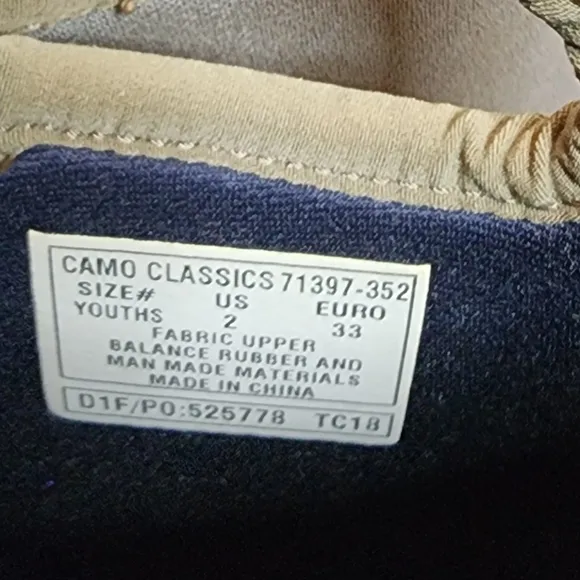 CAMO CLASSICS 71397-352
SIZE# US EURO
YOUTHS 2 33
FABRIC UPPER
BALANCE RUBBER AND
MAN MADE MATERIALS
MADE IN CHINA
D1F/PO:525778 TC18